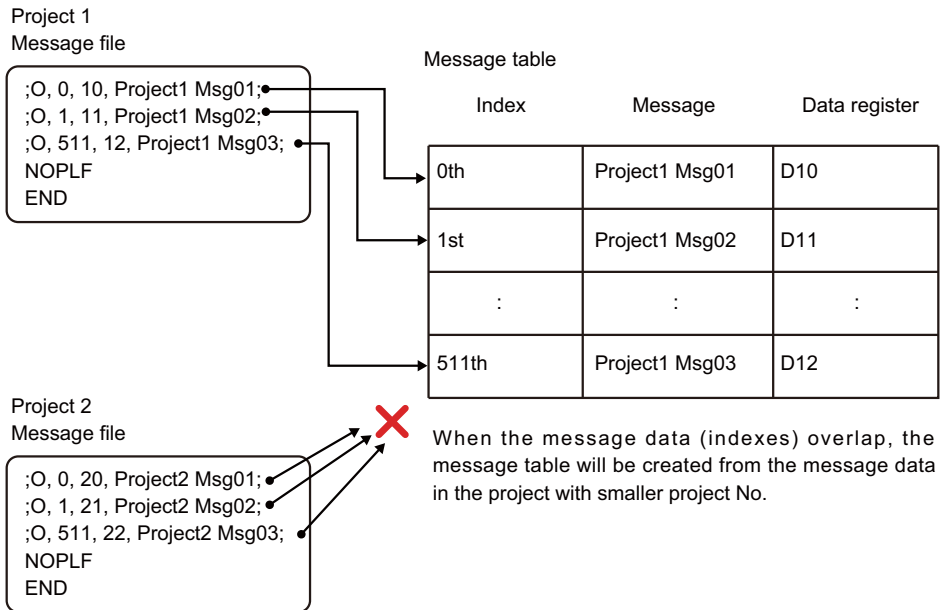 Project 1
Message file
;O, 0, 10, Project1 Msg01;
;O, 1, 11, Project1 Msg02;
;O, 511, 12, Project1 Msg03;
NOPLF
END
Message table
Index Message Data register
0th Project1 Msg01 D10
1st Project1 Msg02 D11
: : :
511th Project1 Msg03 D12
Project 2
Message file
;O, 0, 20, Project2 Msg01;
;O, 1, 21, Project2 Msg02;
;O, 511, 22, Project2 Msg03;
NOPLF
END
When the message data (indexes) overlap, the
message table will be created from the message data
in the project with smaller project No.